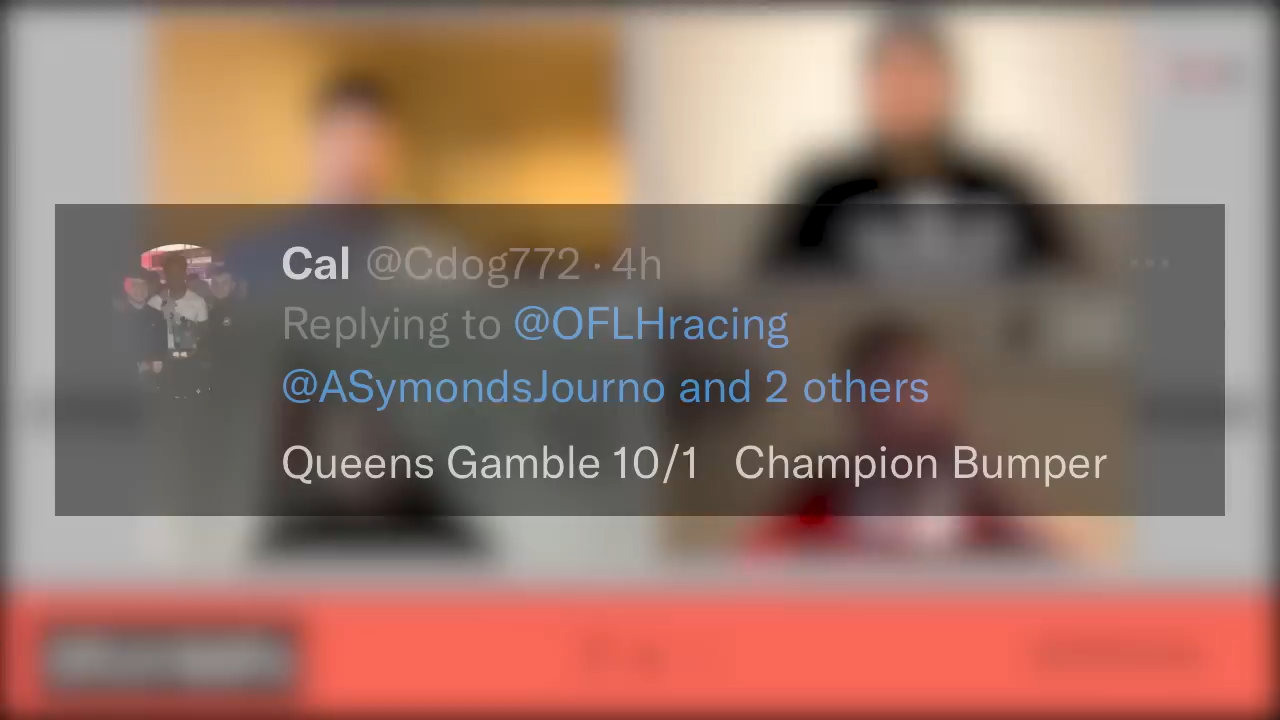 Cal @Cdog772 · 4h
Replying to @OFLHracing
@ASymondsJourno and 2 others
Queens Gamble 10/1 Champion Bumper